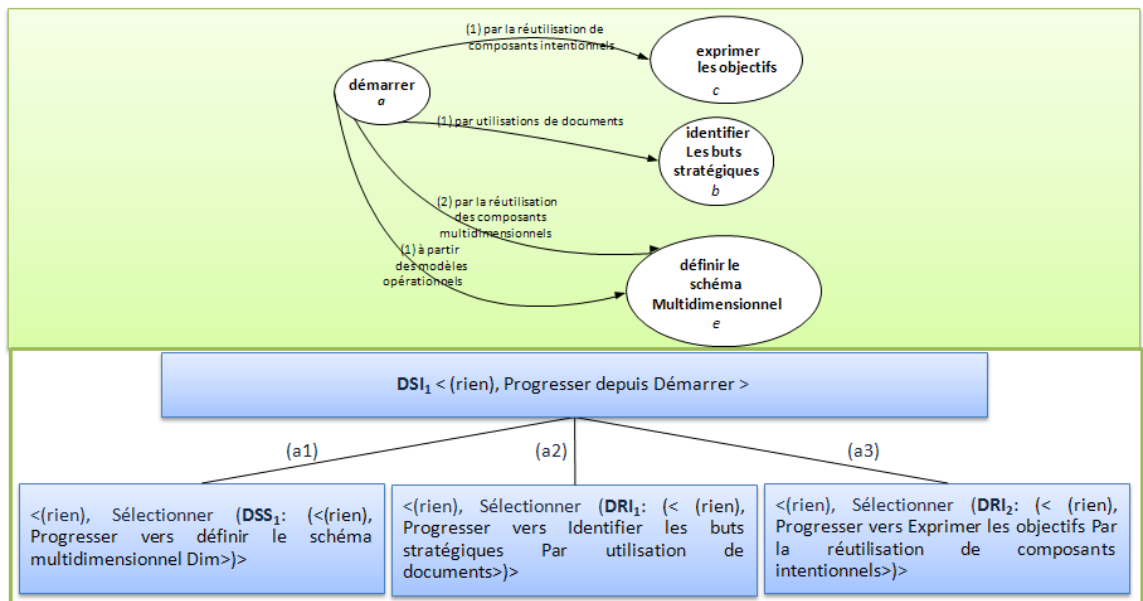 (1) par la réutilisation de
composants intentionnels
exprimer
les objectifs
c
démarrer
a
(1) par utilisations de documents
identifier
Les buts
stratégiques
b
(2) par la réutilisation
des composants
multidimensionnels
(1) à partir
des modèles
opérationnels
définir le
schéma
Multidimensionnel
e
DSI1 < (rien), Progresser depuis Démarrer >
(a1)
(a2)
(a3)
<(rien), Sélectionner (DSS1: (<(rien),
Progresser vers définir le schéma
multidimensionnel Dim>)>
<(rien), Sélectionner (DRI1: (< (rien),
Progresser vers Identifier les buts
stratégiques Par utilisation de
documents>)>
<(rien), Sélectionner (DRI2: (< (rien),
Progresser vers Exprimer les objectifs Par
la réutilisation de composants
intentionnels>)>